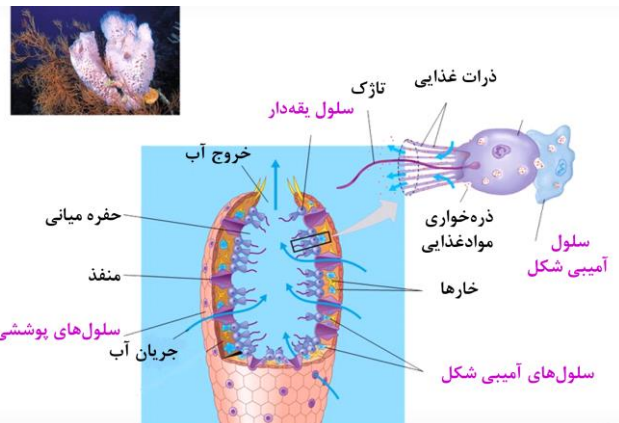 ذرات غذایی
تاژک
سلول یقه‌دار
خروج آب
حفره میانی
ذره‌خواری
موادغذایی
سلول
آمیبی شکل
منفذ
خارها
سلول‌های پوششی
جریان آب
سلول‌های آمیبی شکل